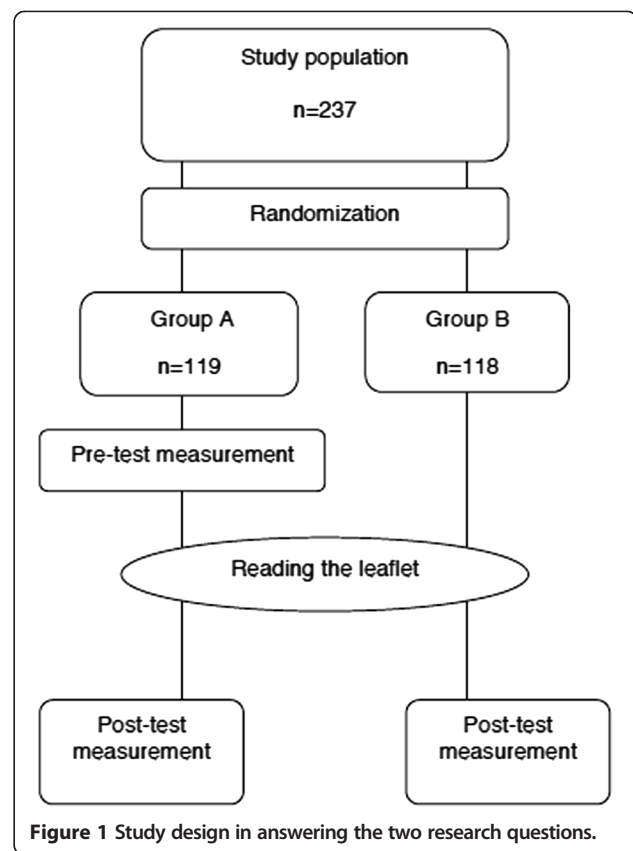 Study population
n=237
Randomization
Group A
n=119
Group B
n=118
Pre-test measurement
Reading the leaflet
Post-test
measurement
Post-test
measurement
Figure 1 Study design in answering the two research questions.